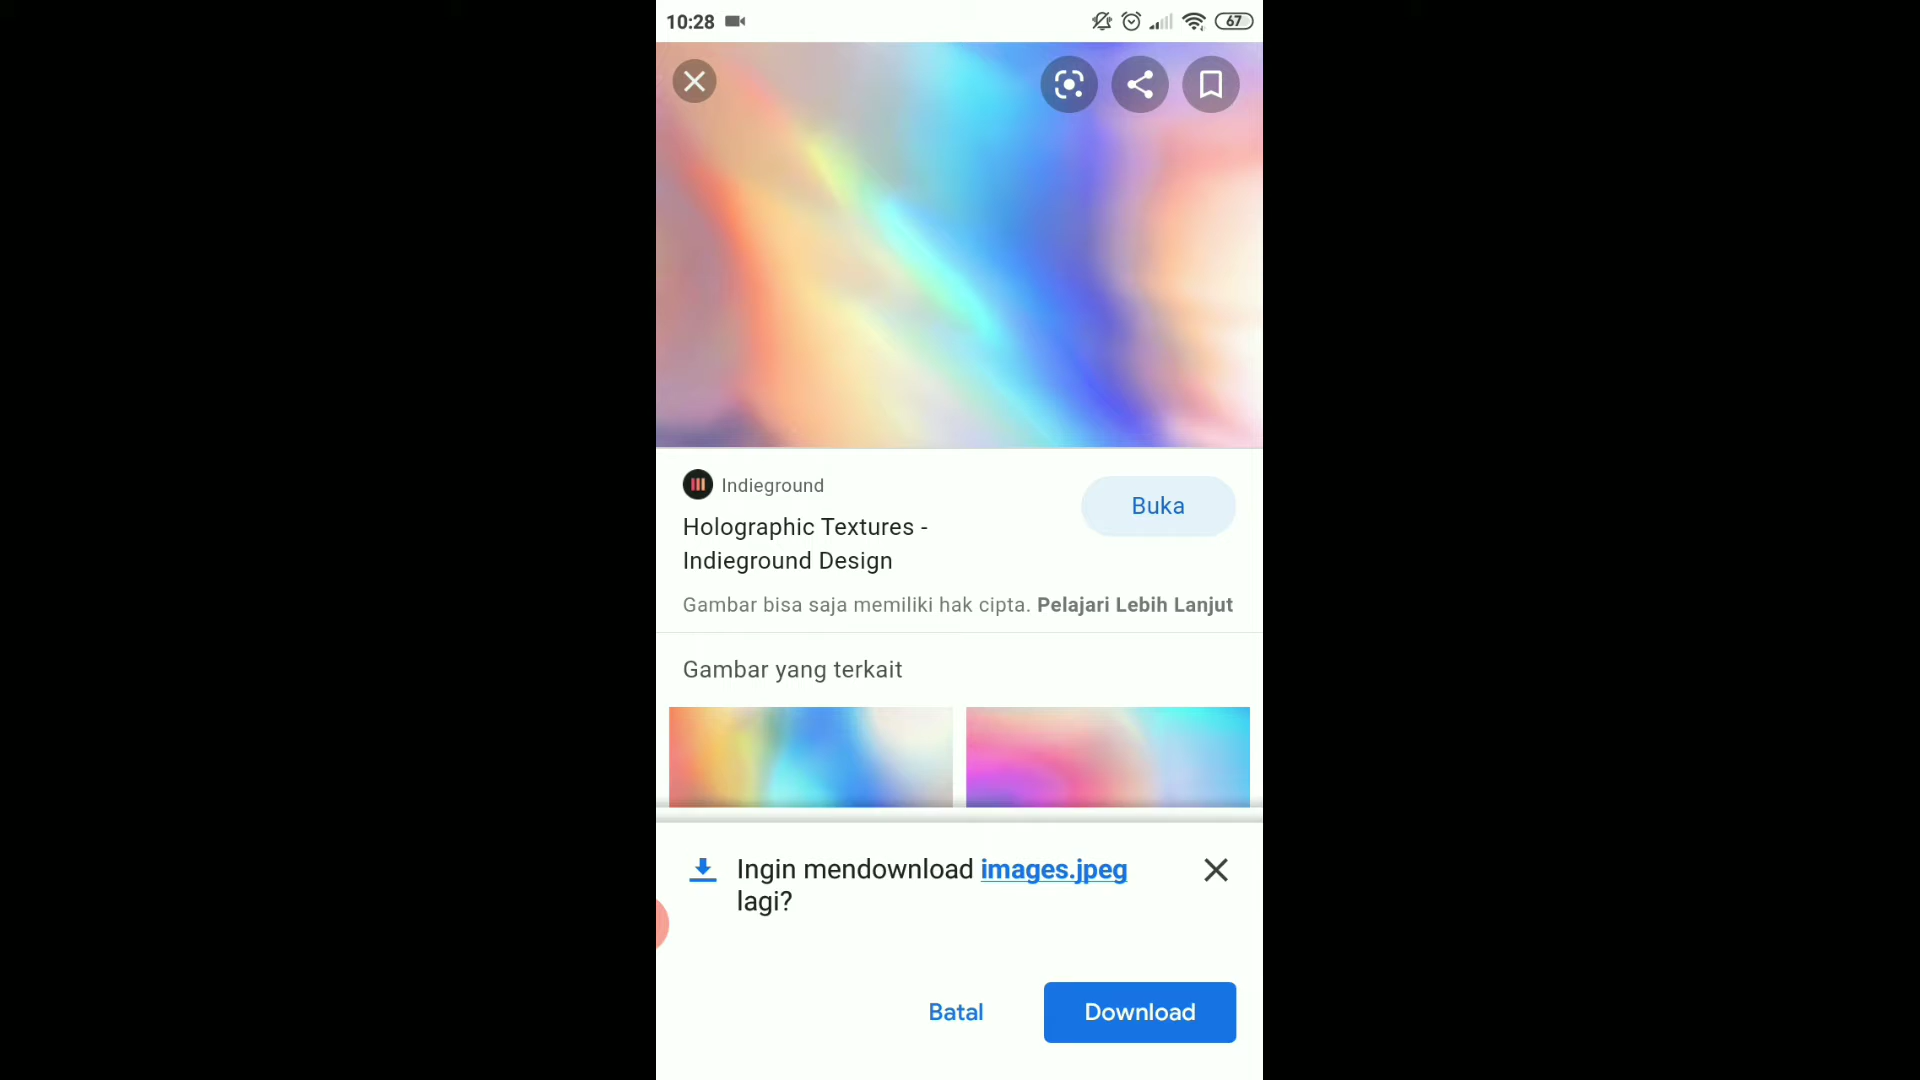 10:28
67
Indieground
Buka
Holographic Textures -
Indieground Design
Gambar bisa saja memiliki hak cipta. Pelajari Lebih Lanjut
Gambar yang terkait
Ingin mendownload images.jpeg
lagi?
Batal
Download